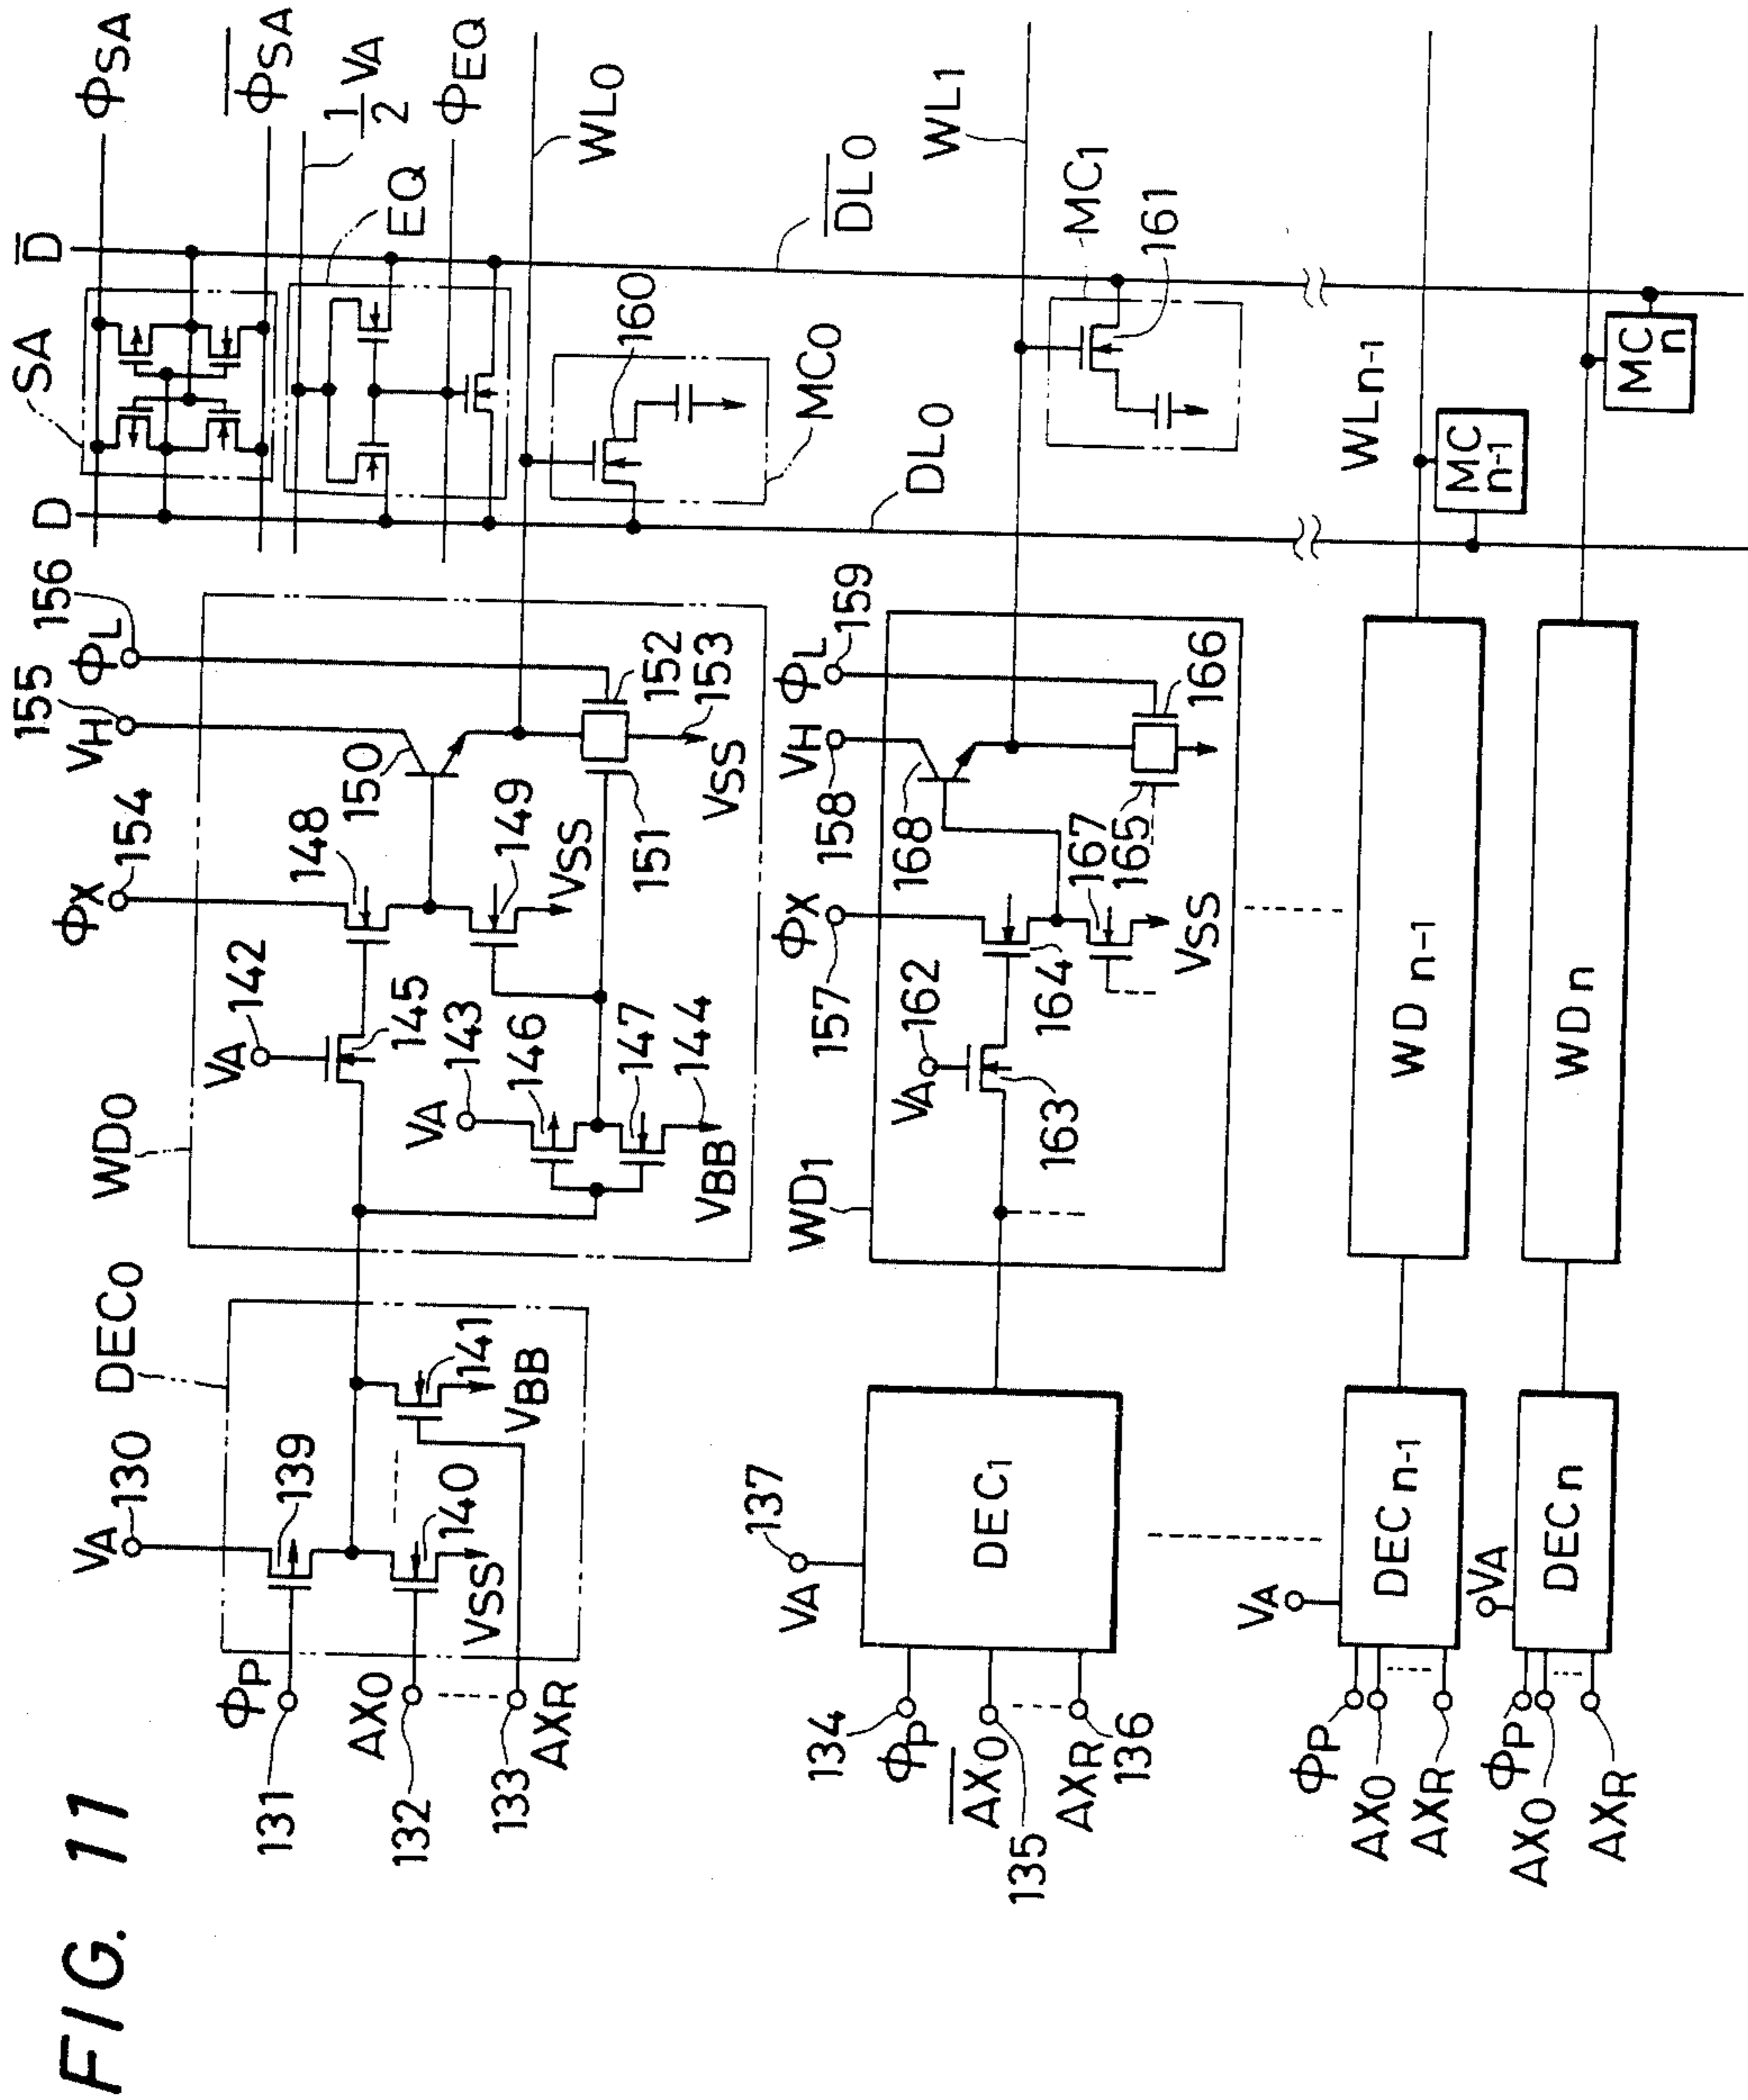 FIG. 11
ΦSA
Φ̅S̅A̅
1/2 VA
ΦEQ
D
D̅
SA
EQ
WL0
160
MC0
DL0
D̅L̅0̅
WL1
MC1
161
WLn-1
MC n-1
MC n
DEC0
VA
130
139
140
141
VSS
VBB
ΦP
131
AX0
132
AXR
133
WD0
VA
142
145
VA
143
146
147
144
VBB
ΦX
154
148
149
VSS
VH
155
150
ΦL
156
151
152
153
VSS
WD1
VA
162
163
ΦX
157
164
167
VSS
VH
158
168
165
ΦL
159
166
DEC1
VA
137
134
ΦP
A̅X̅0̅
135
AXR
136
WD n-1
WD n
DEC n-1
VA
ΦP
AX0
AXR
DEC n
VA
ΦP
AX0
AXR